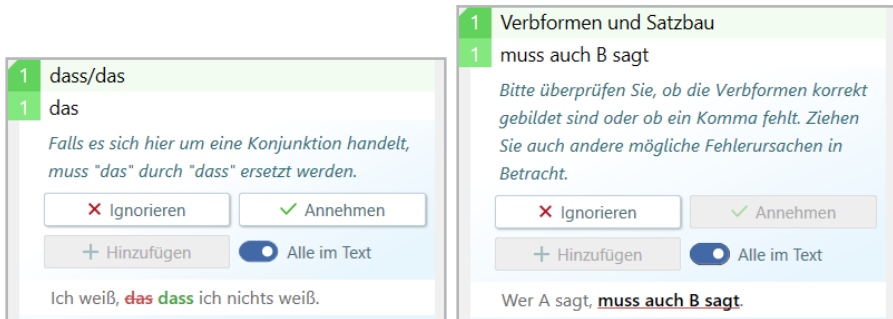 1 dass/das
1 das
Falls es sich hier um eine Konjunktion handelt,
muss "das" durch "dass" ersetzt werden.
Ignorieren Annehmen
Hinzufügen Alle im Text
Ich weiß, das dass ich nichts weiß.
1 Verbformen und Satzbau
1 muss auch B sagt
Bitte überprüfen Sie, ob die Verbformen korrekt
gebildet sind oder ob ein Komma fehlt. Ziehen
Sie auch andere mögliche Fehlerursachen in
Betracht.
Ignorieren Annehmen
Hinzufügen Alle im Text
Wer A sagt, muss auch B sagt.